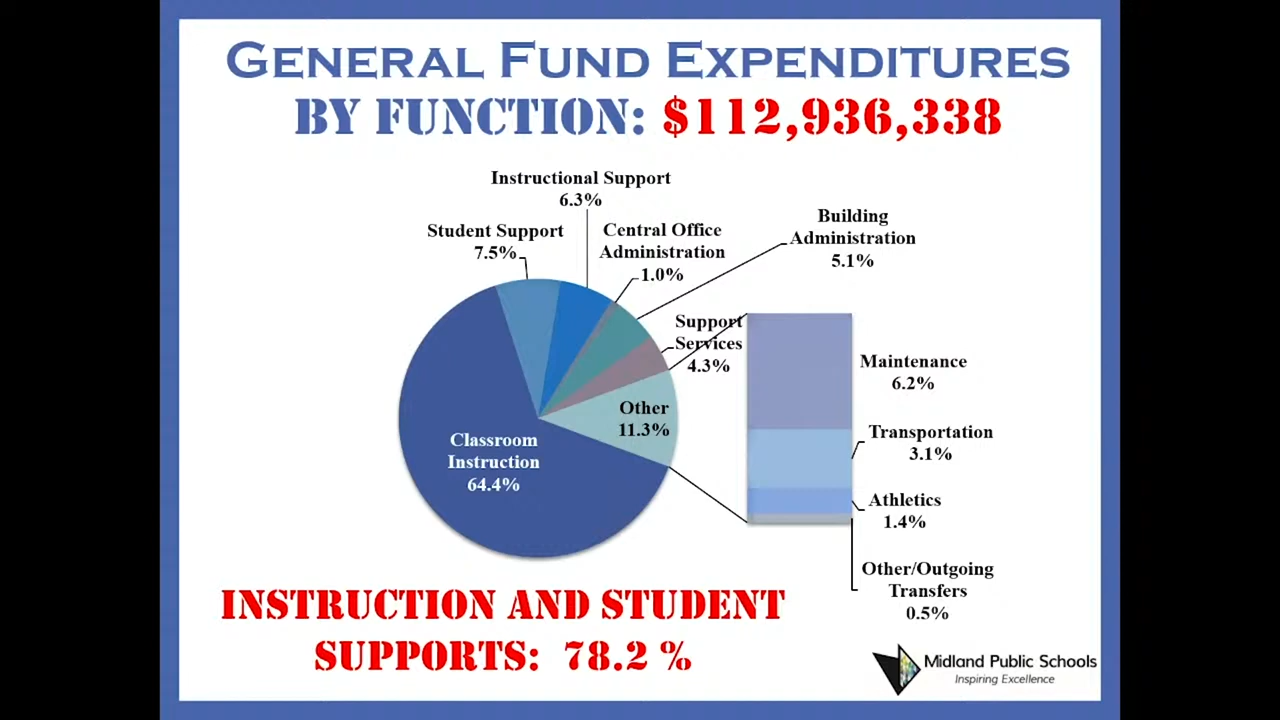 GENERAL FUND EXPENDITURES
BY FUNCTION: $112,936,338
Instructional Support
6.3%
Student Support
7.5%
Central Office
Administration
1.0%
Building
Administration
5.1%
Support
Services
4.3%
Other
11.3%
Classroom
Instruction
64.4%
Maintenance
6.2%
Transportation
3.1%
Athletics
1.4%
Other/Outgoing
Transfers
0.5%
INSTRUCTION AND STUDENT
SUPPORTS: 78.2 %
Midland Public Schools
Inspiring Excellence